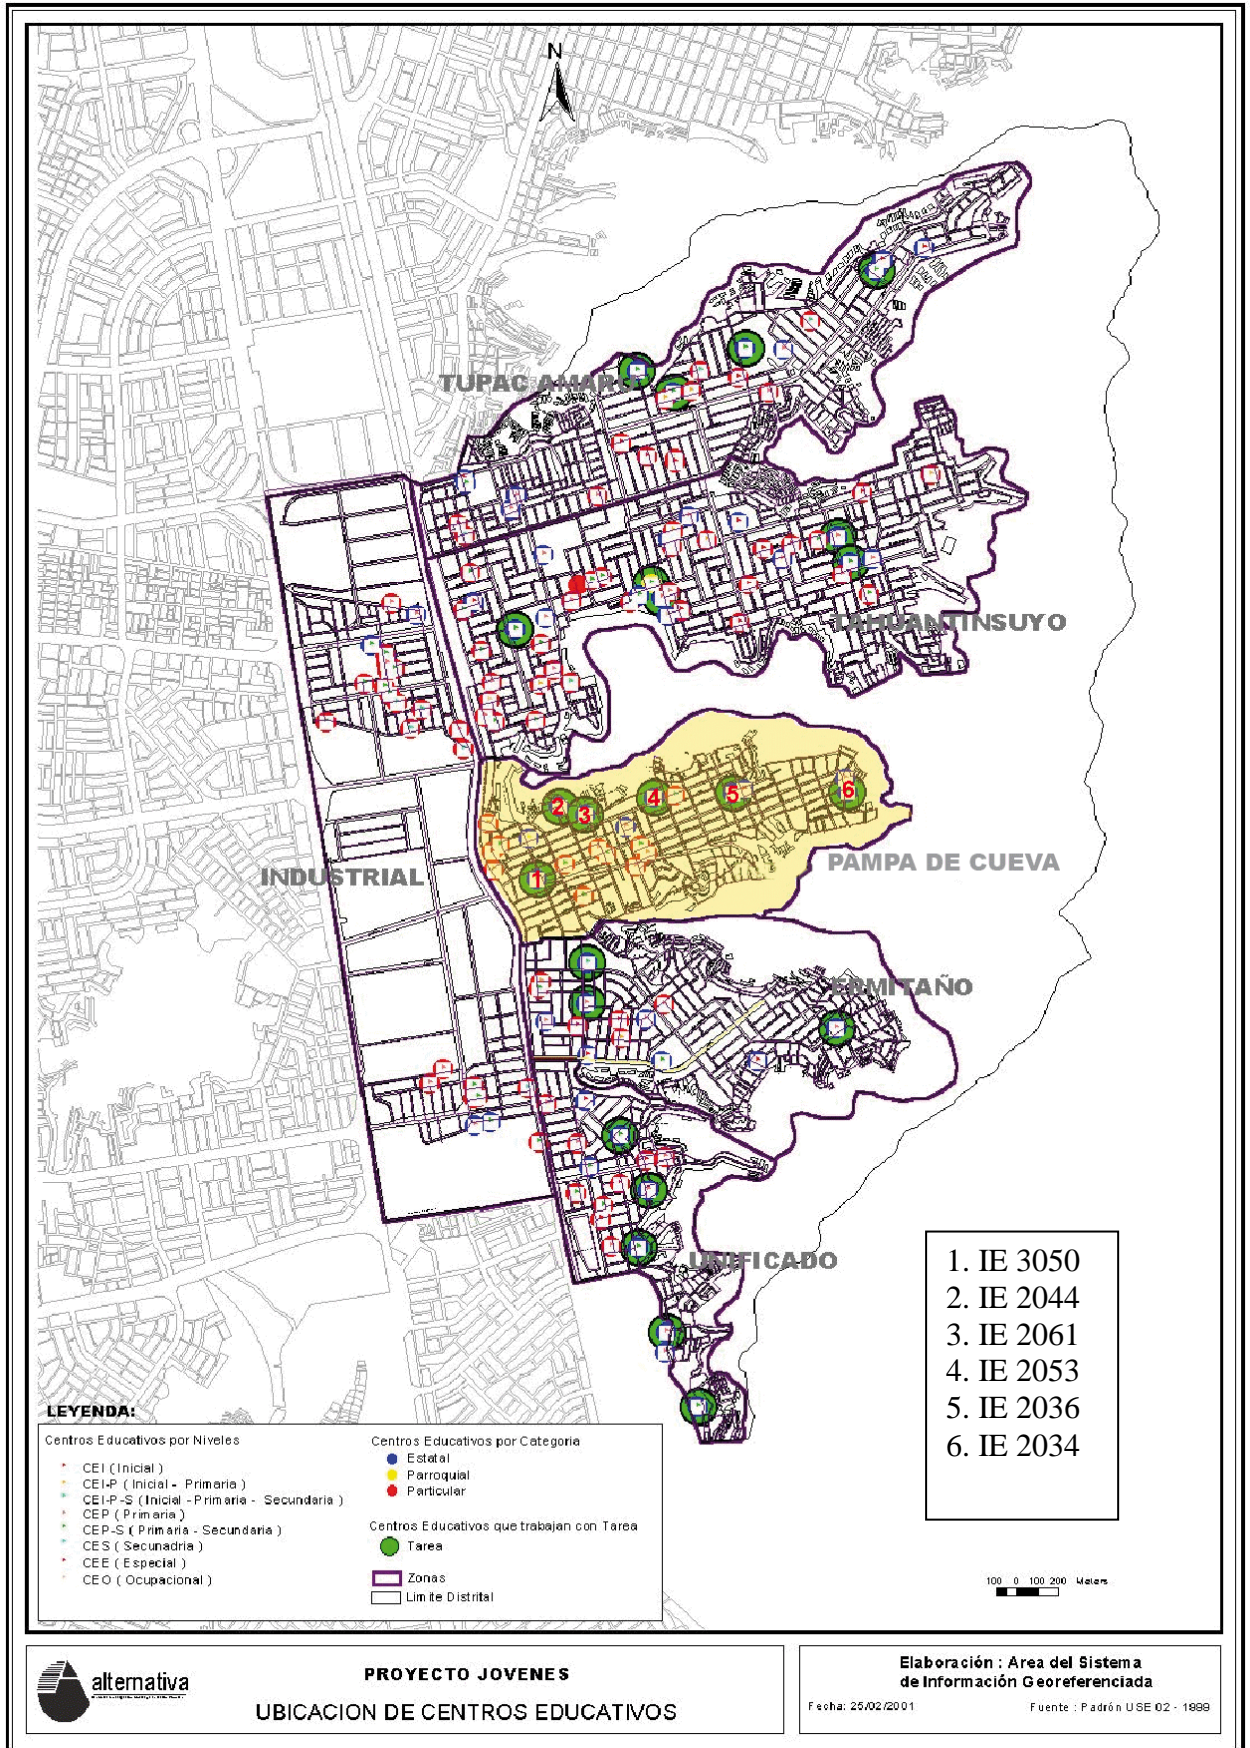 N
TUPAC AMARU
TAHUANTINSUYO
2
3
4
5
6
1
PAMPA DE CUEVA
INDUSTRIAL
ERMITAÑO
UNIFICADO
1. IE 3050
2. IE 2044
3. IE 2061
4. IE 2053
5. IE 2036
6. IE 2034
LEYENDA:
Centros Educativos por Niveles
CEI ( Inicial )
CEI-P ( Inicial - Primaria )
CEI-P-S ( Inicial - Primaria - Secundaria )
CEP ( Primaria )
CEP-S ( Primaria - Secundaria )
CES ( Secunadria )
CEE ( Especial )
CEO ( Ocupacional )
Centros Educativos por Categoria
Estatal
Parroquial
Particular
Centros Educativos que trabajan con Tarea
Tarea
Zonas
Limite Distrital
100 0 100 200 Meters
alternativa
PROYECTO JOVENES
UBICACION DE CENTROS EDUCATIVOS
Elaboración : Area del Sistema
de Información Georeferenciada
Fecha: 25/02/2001
Fuente : Padrón USE 02 - 1999